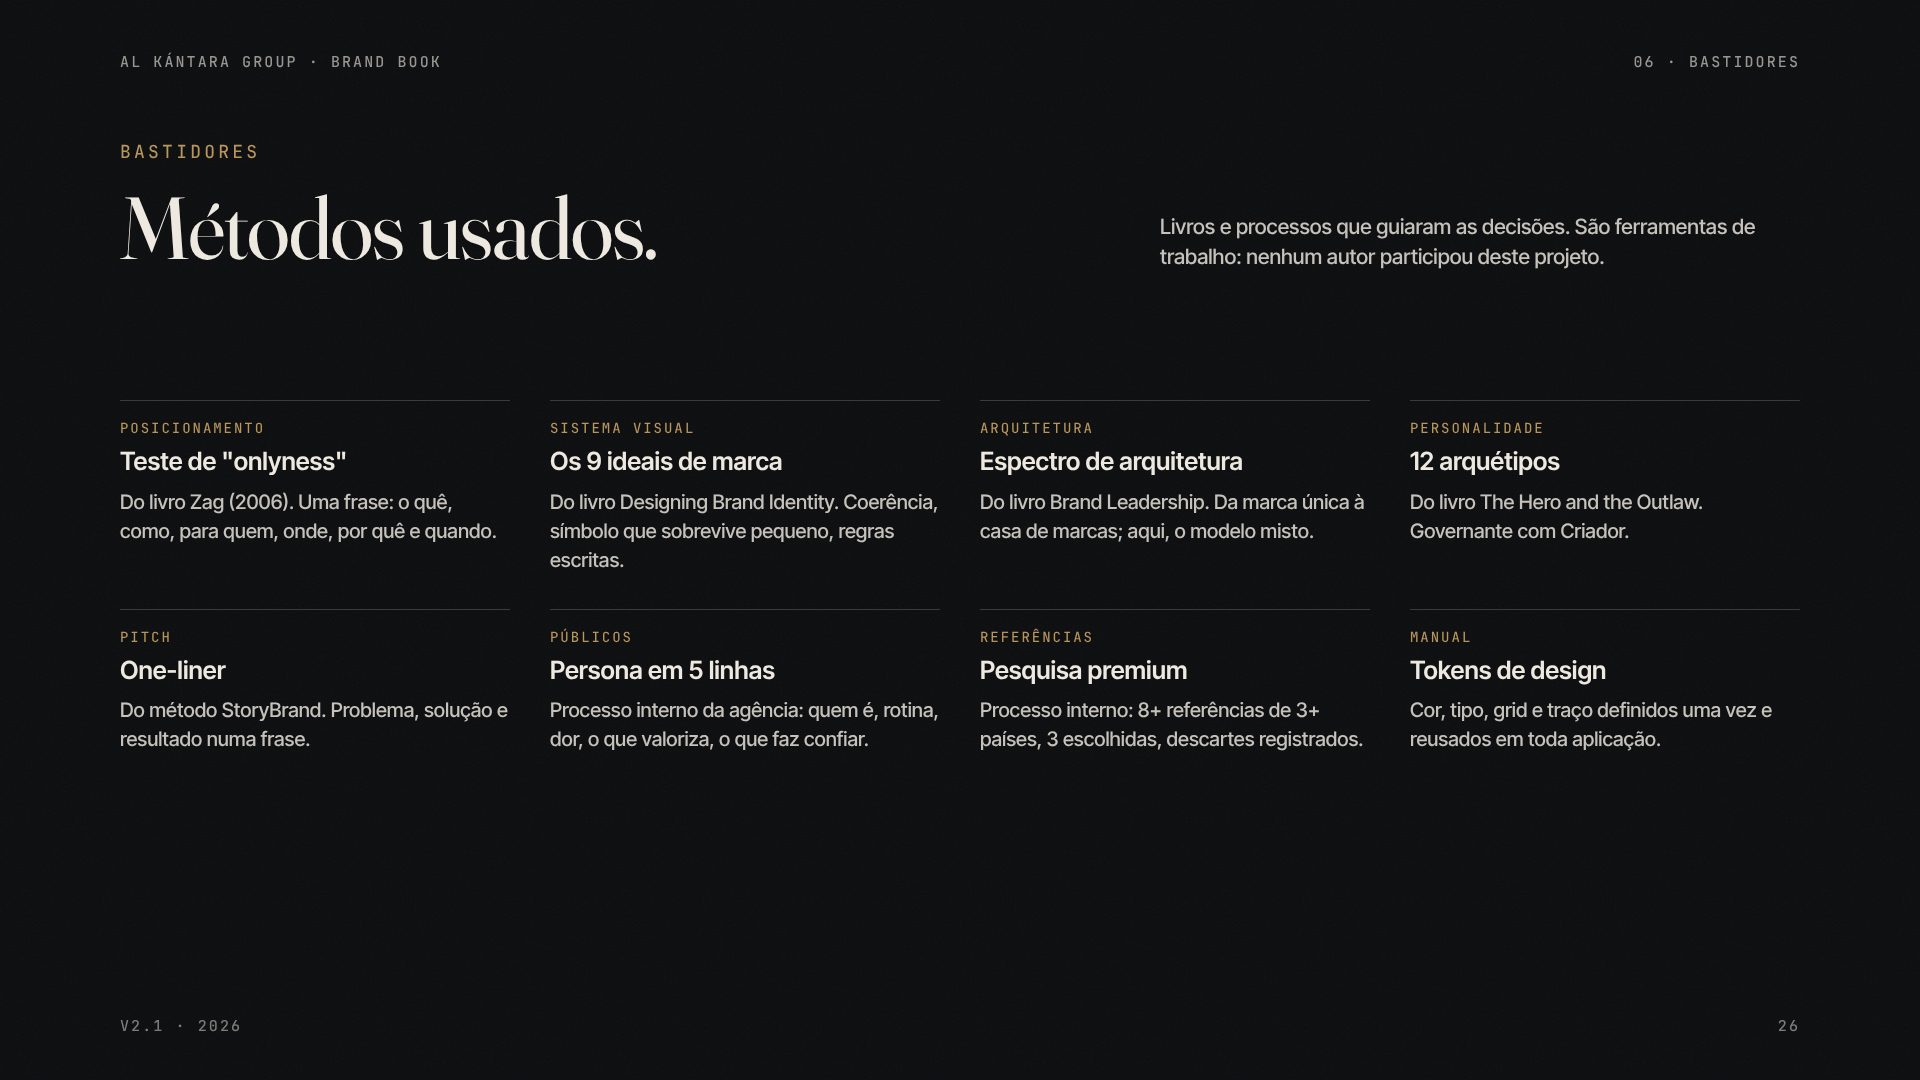 AL KÁNTARA GROUP · BRAND BOOK
06 · BASTIDORES
BASTIDORES
Métodos usados.
Livros e processos que guiaram as decisões. São ferramentas de
trabalho: nenhum autor participou deste projeto.
POSICIONAMENTO
Teste de "onlyness"
Do livro Zag (2006). Uma frase: o quê,
como, para quem, onde, por quê e quando.
SISTEMA VISUAL
Os 9 ideais de marca
Do livro Designing Brand Identity. Coerência,
símbolo que sobrevive pequeno, regras
escritas.
ARQUITETURA
Espectro de arquitetura
Do livro Brand Leadership. Da marca única à
casa de marcas; aqui, o modelo misto.
PERSONALIDADE
12 arquétipos
Do livro The Hero and the Outlaw.
Governante com Criador.
PITCH
One-liner
Do método StoryBrand. Problema, solução e
resultado numa frase.
PÚBLICOS
Persona em 5 linhas
Processo interno da agência: quem é, rotina,
dor, o que valoriza, o que faz confiar.
REFERÊNCIAS
Pesquisa premium
Processo interno: 8+ referências de 3+
países, 3 escolhidas, descartes registrados.
MANUAL
Tokens de design
Cor, tipo, grid e traço definidos uma vez e
reusados em toda aplicação.
V2.1 · 2026
26